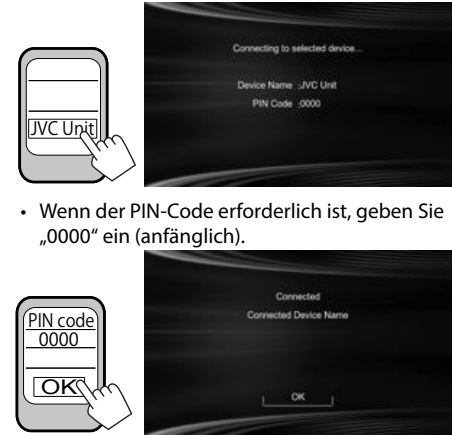 Connecting to selected device...
Device Name :JVC Unit
PIN Code :0000
JVC Unit
• Wenn der PIN-Code erforderlich ist, geben Sie
„0000“ ein (anfänglich).
Connected
Connected Device Name
PIN code
0000
OK
OK